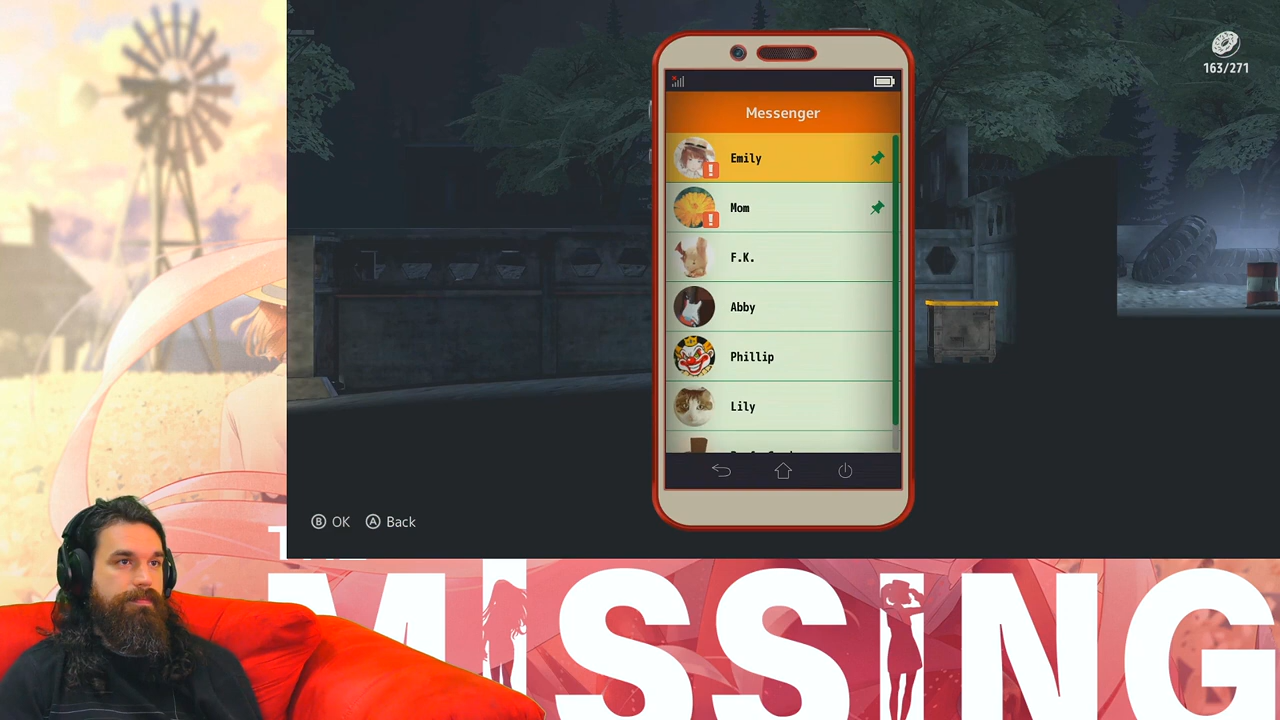 163/271
Messenger
Emily
Mom
F.K.
Abby
Phillip
Lily
B OK A Back
MISSING